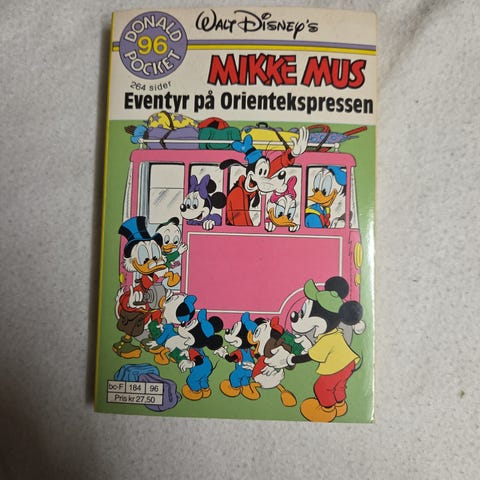 DONALD
96
POCKET
WALT DISNEY'S
264 sider
MIKKE MUS
Eventyr på Orientekspressen
bc-F 184 96
Pris kr 27,50